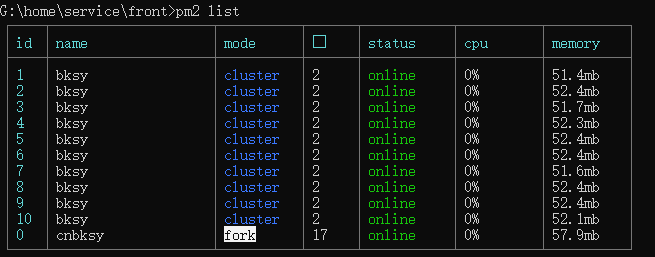 G:\home\service\front>pm2 list
id name mode □ status cpu memory
1 bksy cluster 2 online 0% 51.4mb
2 bksy cluster 2 online 0% 52.4mb
3 bksy cluster 2 online 0% 51.7mb
4 bksy cluster 2 online 0% 52.3mb
5 bksy cluster 2 online 0% 52.4mb
6 bksy cluster 2 online 0% 52.4mb
7 bksy cluster 2 online 0% 51.6mb
8 bksy cluster 2 online 0% 52.4mb
9 bksy cluster 2 online 0% 52.4mb
10 bksy cluster 2 online 0% 52.1mb
0 cnbksy fork 17 online 0% 57.9mb